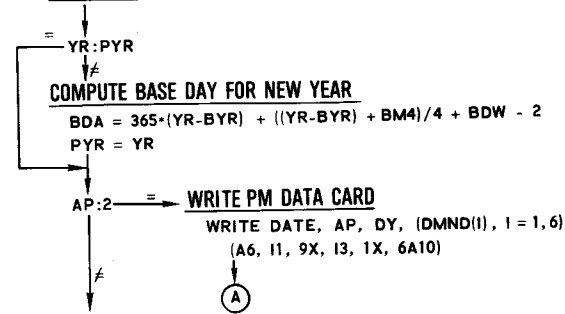 =
YR:PYR
≠
COMPUTE BASE DAY FOR NEW YEAR
BDA = 365*(YR-BYR) + ((YR-BYR) + BM4)/4 + BDW - 2
PYR = YR
AP:2 = WRITE PM DATA CARD
WRITE DATE, AP, DY, (DMND(I), I = 1,6)
(A6, I1, 9X, I3, 1X, 6A10)
≠
A